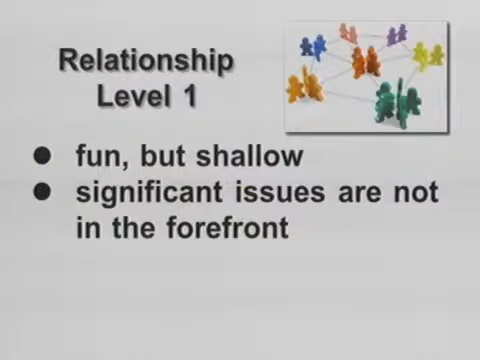 Relationship
Level 1
● fun, but shallow
● significant issues are not
in the forefront